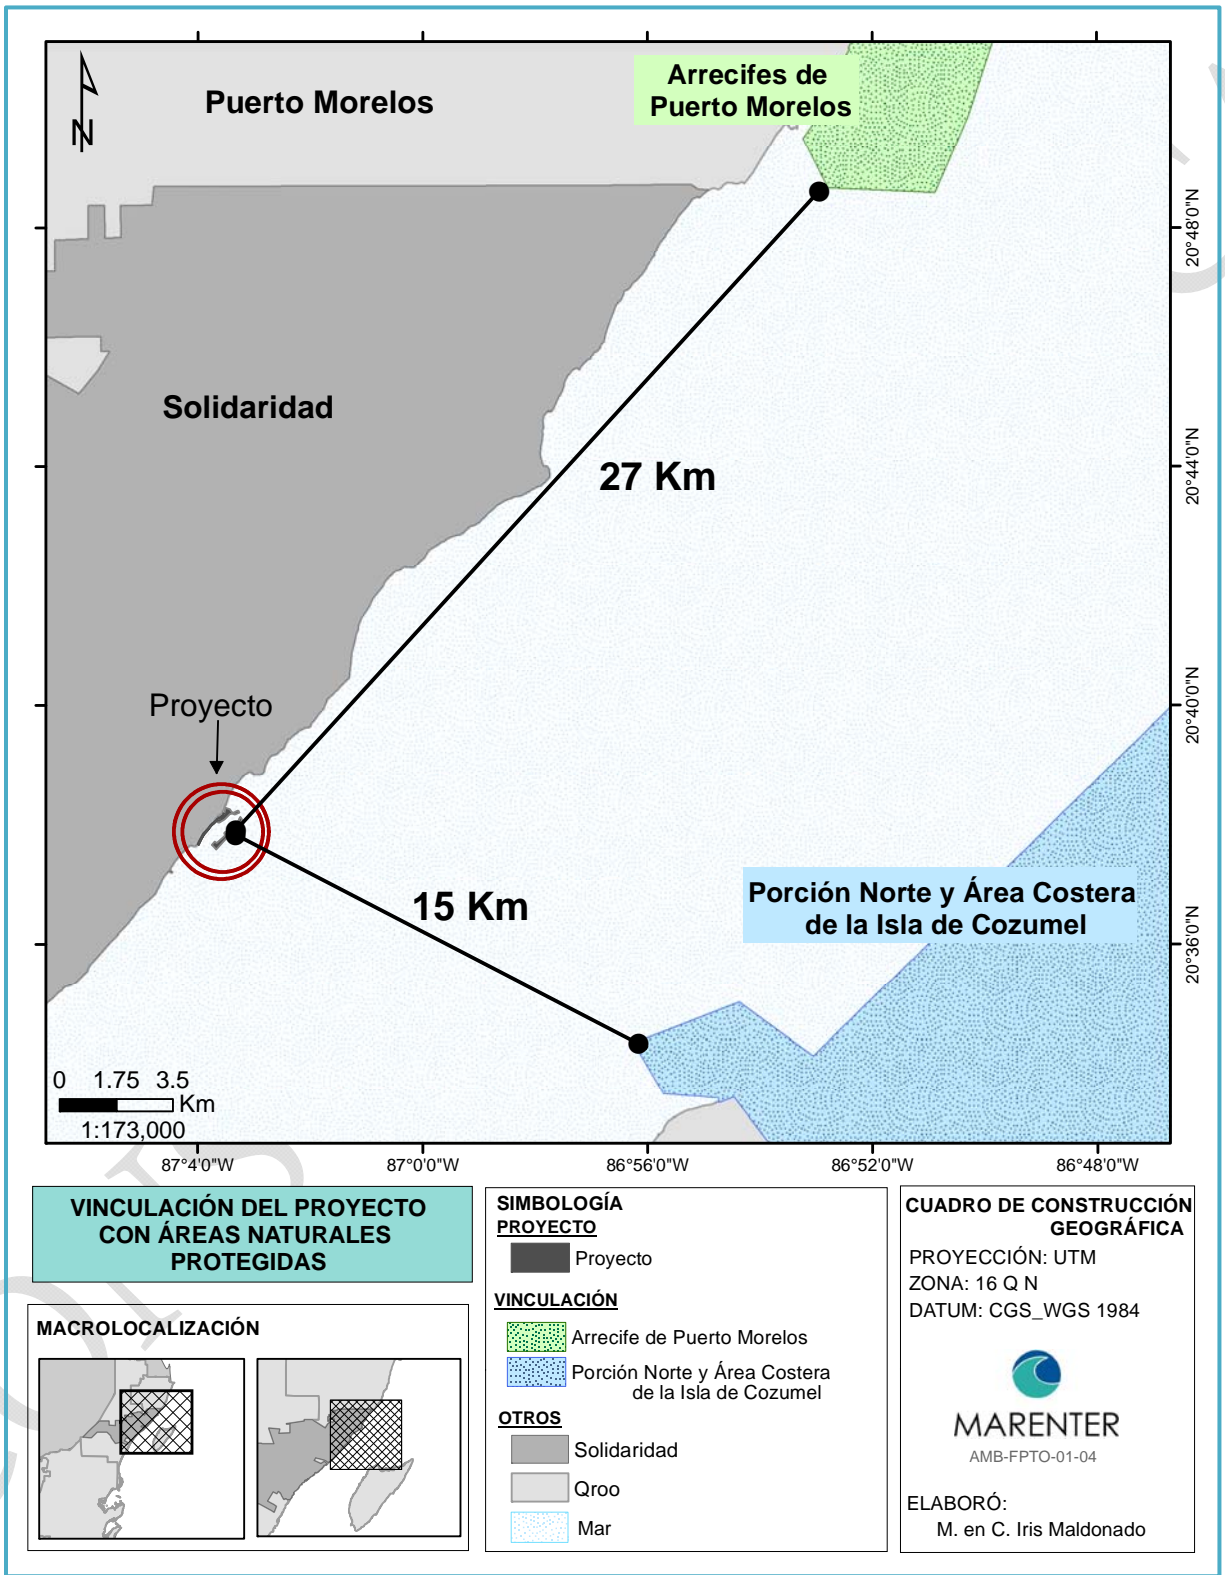 Puerto Morelos
Arrecifes de
Puerto Morelos
N
Solidaridad
27 Km
Proyecto
15 Km
Porción Norte y Área Costera
de la Isla de Cozumel
20°48'0"N
20°44'0"N
20°40'0"N
20°36'0"N
0 1.75 3.5
Km
1:173,000
87°4'0"W 87°0'0"W 86°56'0"W 86°52'0"W 86°48'0"W
VINCULACIÓN DEL PROYECTO
CON ÁREAS NATURALES
PROTEGIDAS
MACROLOCALIZACIÓN
SIMBOLOGÍA
PROYECTO
Proyecto
VINCULACIÓN
Arrecife de Puerto Morelos
Porción Norte y Área Costera
de la Isla de Cozumel
OTROS
Solidaridad
Qroo
Mar
CUADRO DE CONSTRUCCIÓN
GEOGRÁFICA
PROYECCIÓN: UTM
ZONA: 16 Q N
DATUM: CGS_WGS 1984
MARENTER
AMB-FPTO-01-04
ELABORÓ:
M. en C. Iris Maldonado